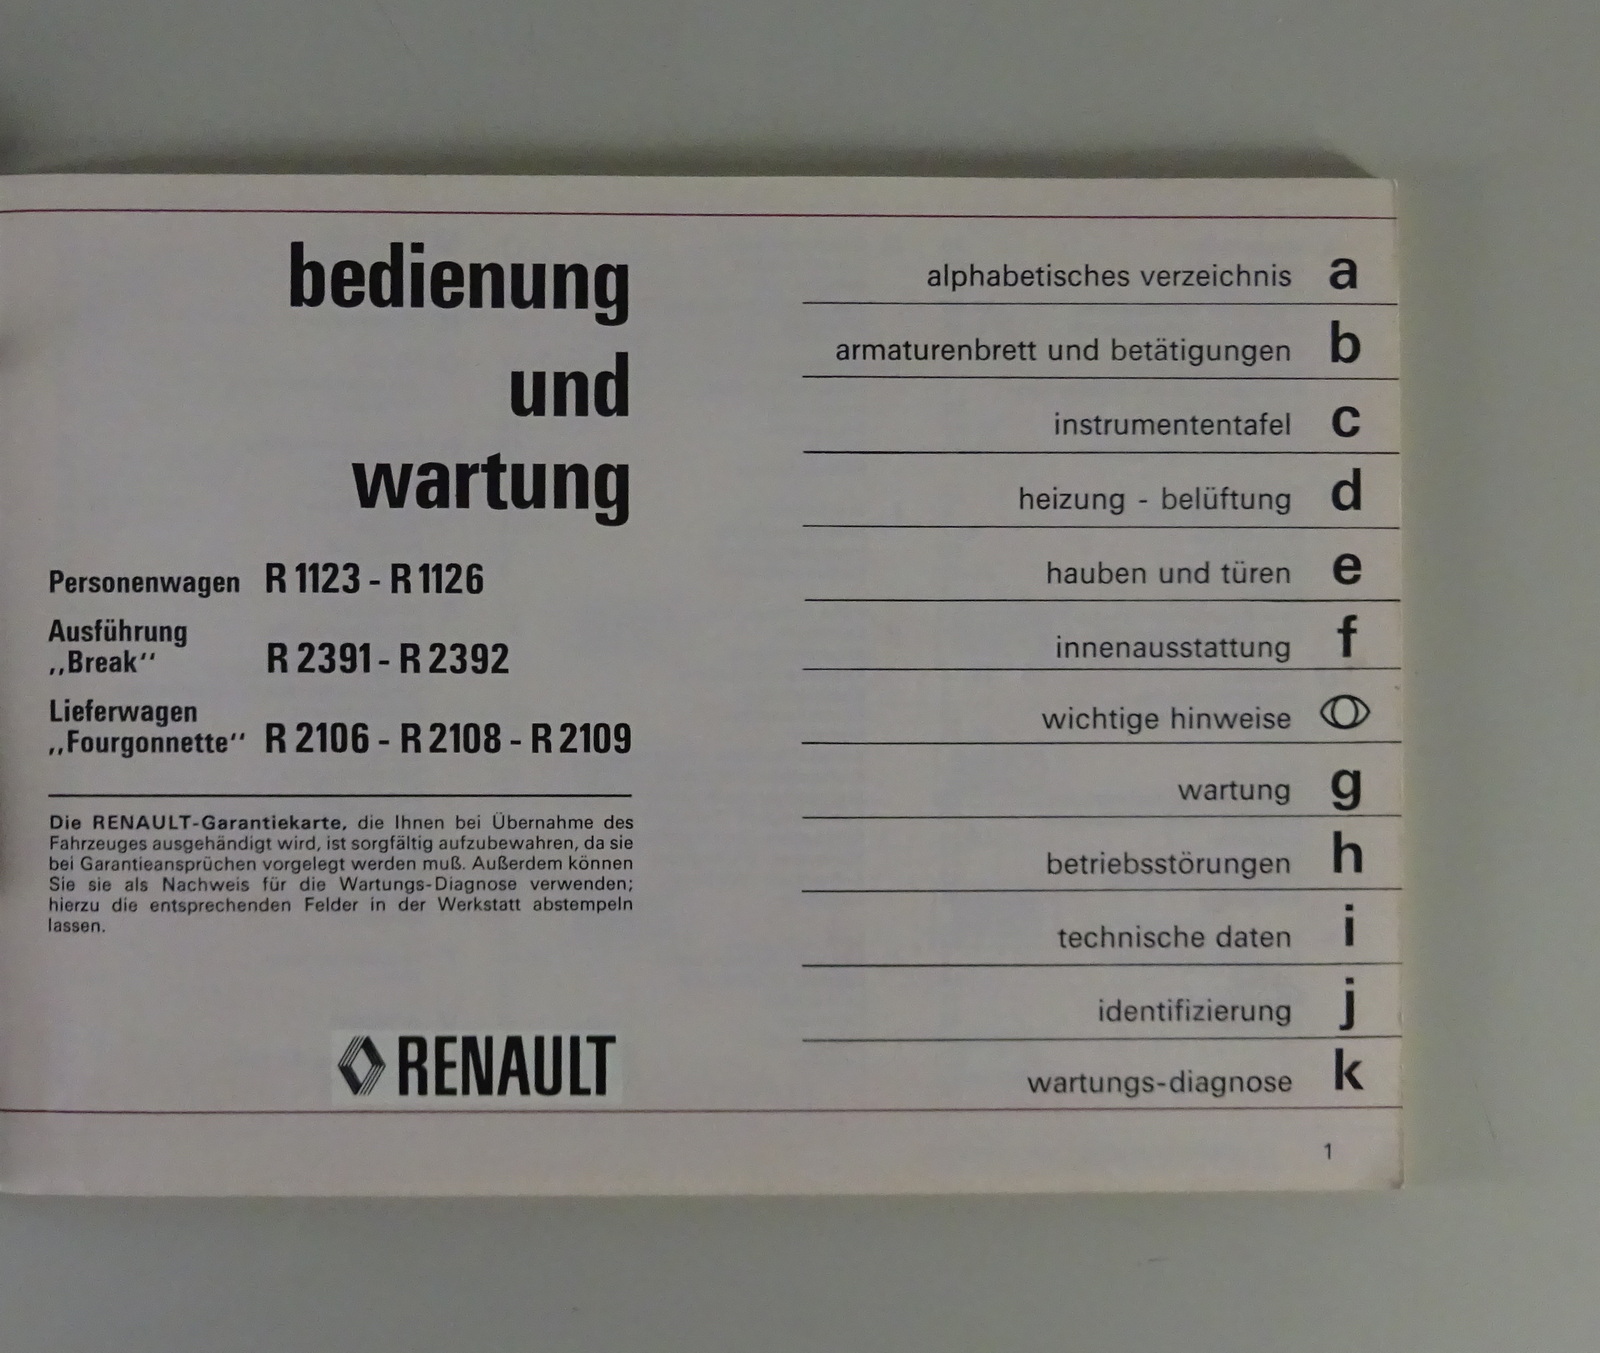 bedienung
und
wartung
Personenwagen R 1123 - R 1126
Ausführung
,,Break‘‘ R 2391 - R 2392
Lieferwagen
,,Fourgonnette‘‘ R 2106 - R 2108 - R 2109
Die RENAULT-Garantiekarte, die Ihnen bei Übernahme des
Fahrzeuges ausgehändigt wird, ist sorgfältig aufzubewahren, da sie
bei Garantieansprüchen vorgelegt werden muß. Außerdem können
Sie sie als Nachweis für die Wartungs-Diagnose verwenden;
hierzu die entsprechenden Felder in der Werkstatt abstempeln
lassen.
RENAULT
alphabetisches verzeichnis a
armaturenbrett und betätigungen b
instrumententafel c
heizung - belüftung d
hauben und türen e
innenausstattung f
wichtige hinweise
wartung g
betriebsstörungen h
technische daten i
identifizierung j
wartungs-diagnose k
1